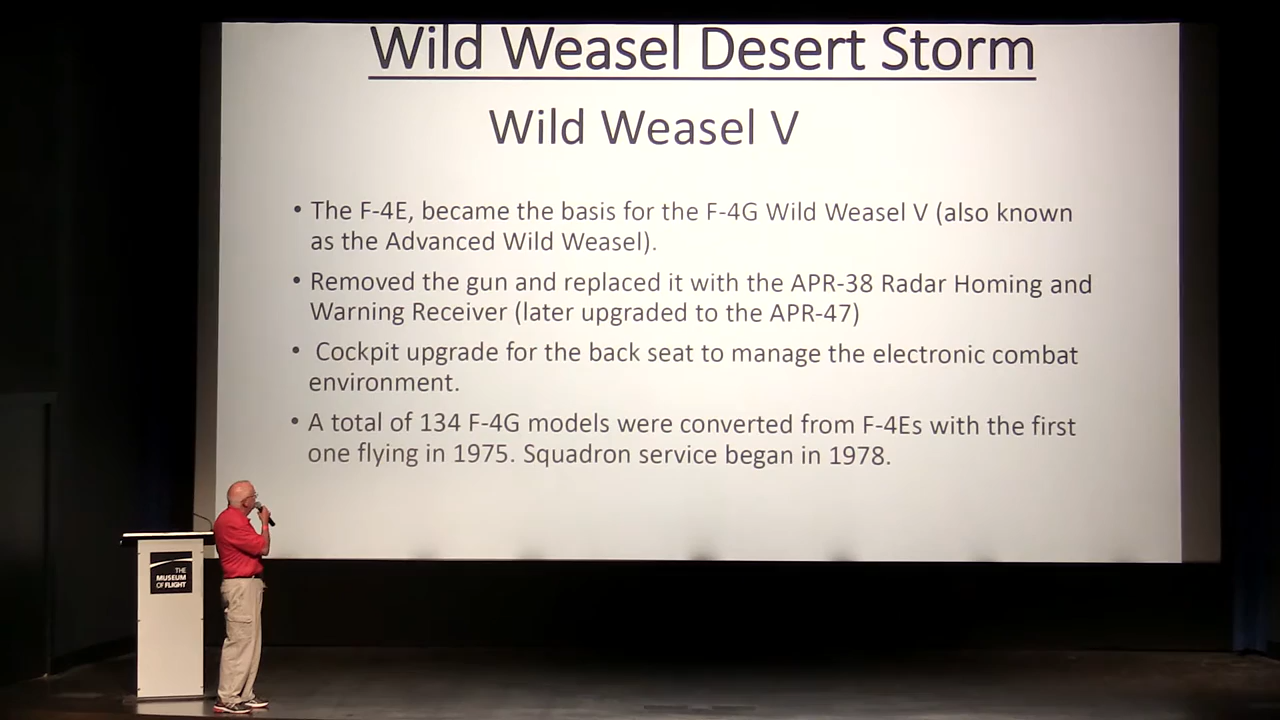 Wild Weasel Desert Storm
Wild Weasel V
• The F-4E, became the basis for the F-4G Wild Weasel V (also known
as the Advanced Wild Weasel).
• Removed the gun and replaced it with the APR-38 Radar Homing and
Warning Receiver (later upgraded to the APR-47)
• Cockpit upgrade for the back seat to manage the electronic combat
environment.
• A total of 134 F-4G models were converted from F-4Es with the first
one flying in 1975. Squadron service began in 1978.
THE
MUSEUM
OF FLIGHT